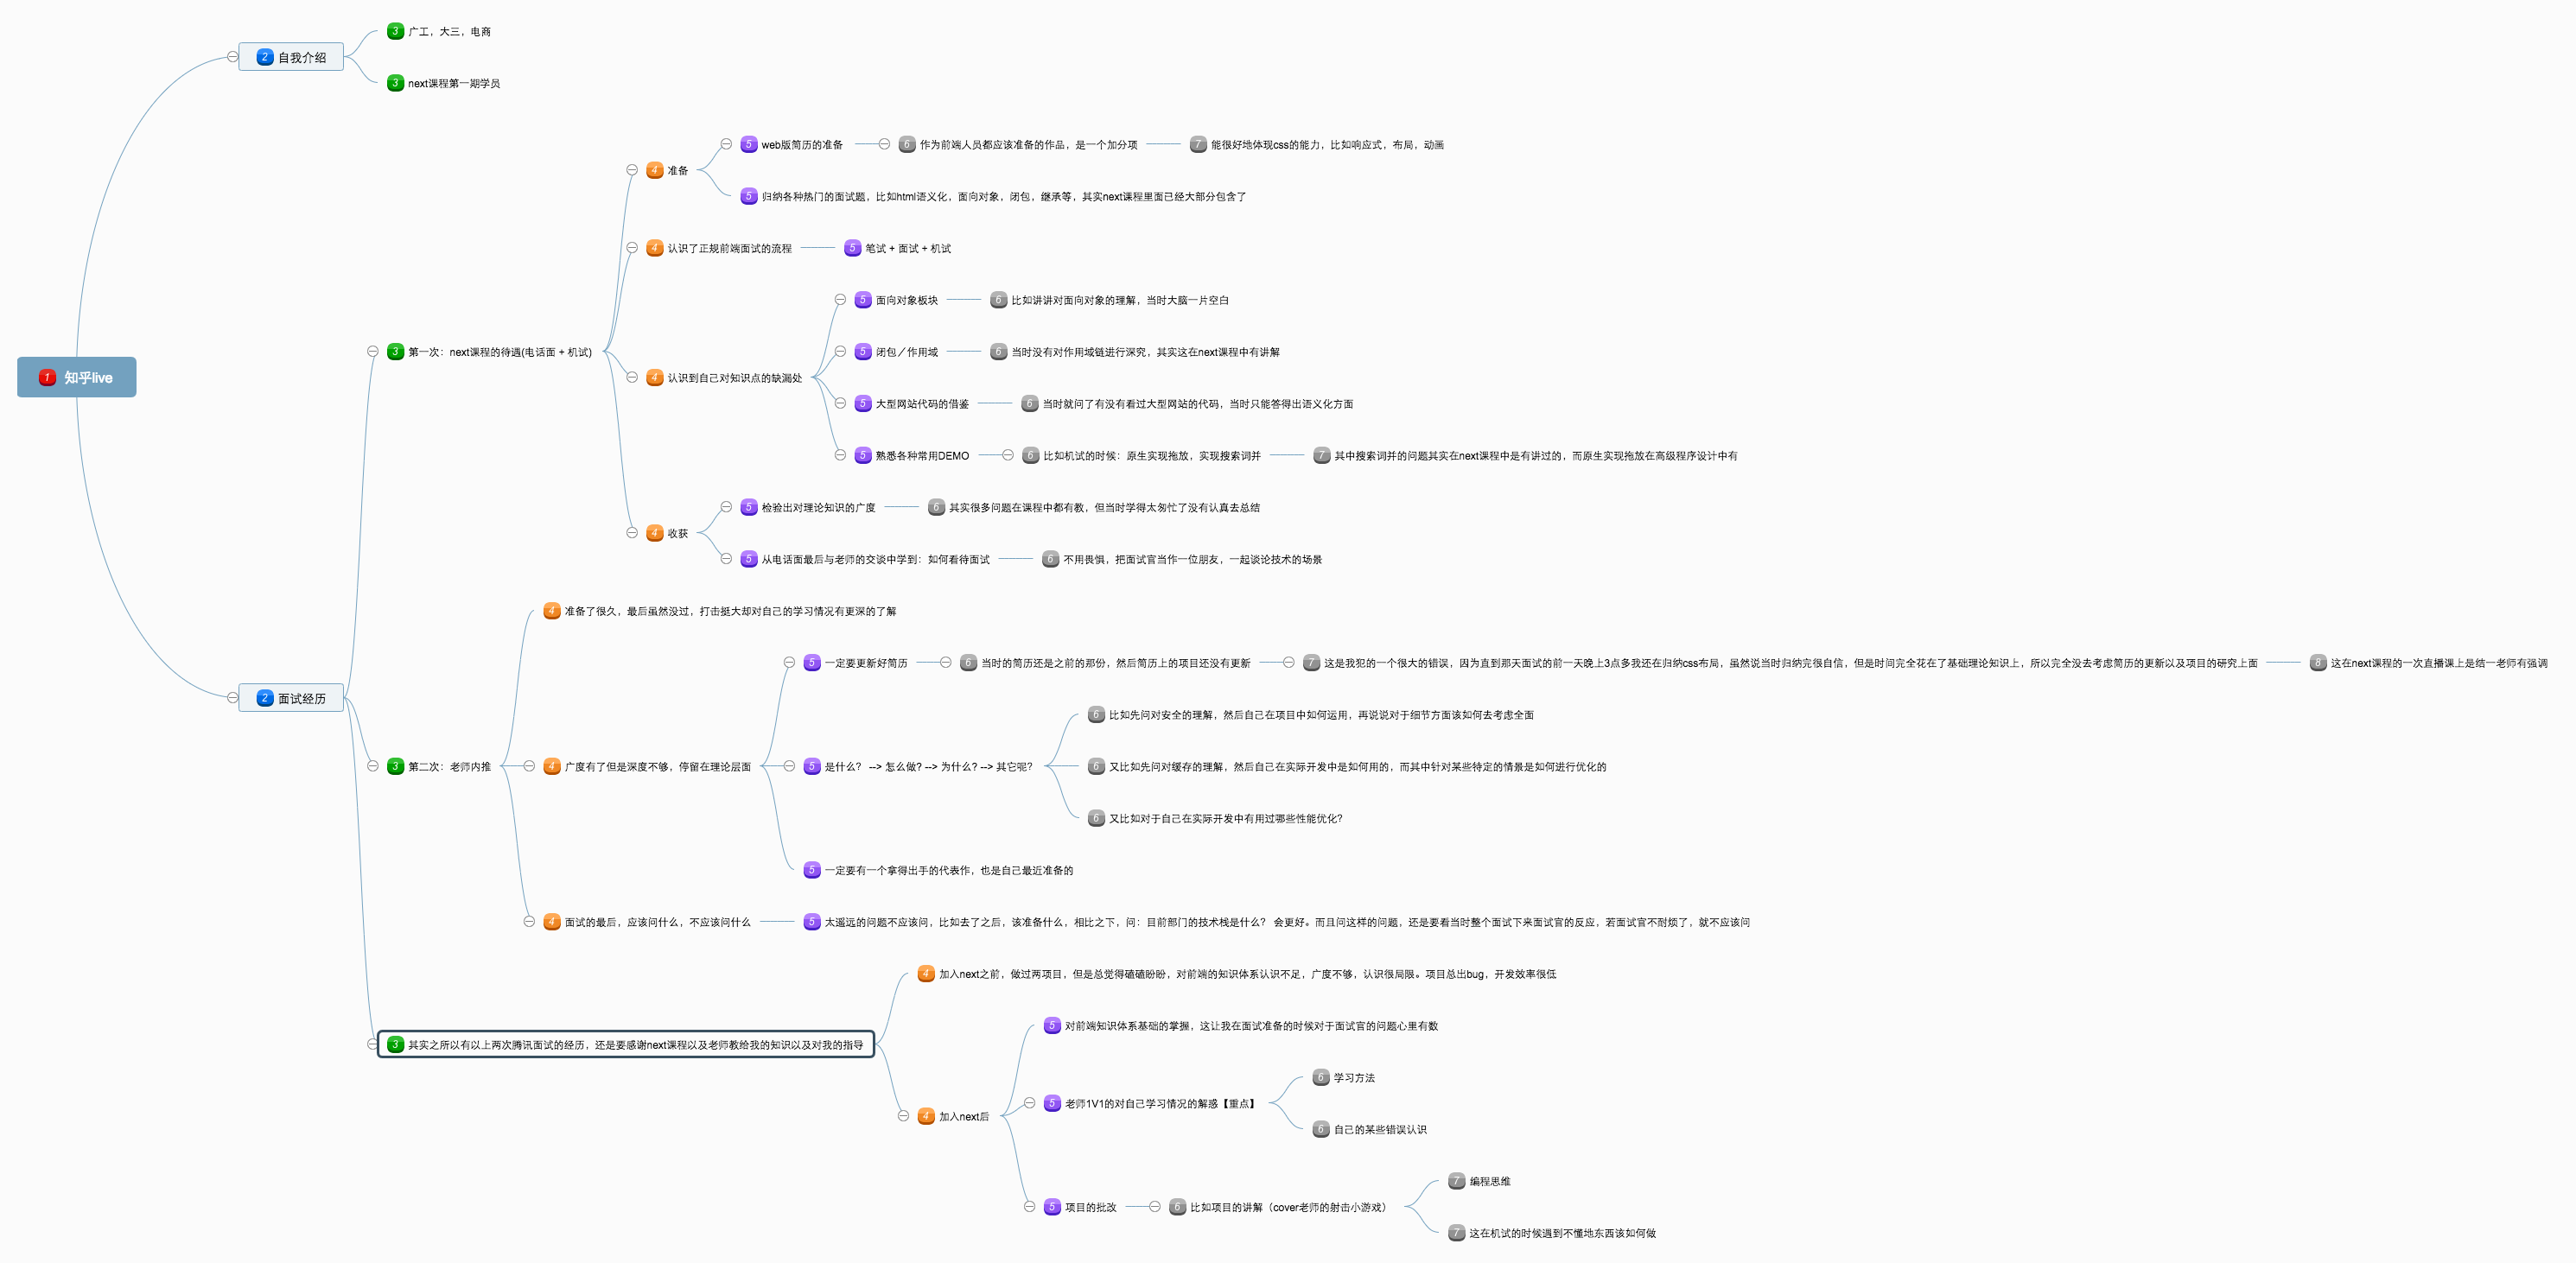 1 知乎live
2 自我介绍
3 广工，大三，电商
3 next课程第一期学员
2 面试经历
3 第一次：next课程的待遇(电话面 + 机试)
4 准备
5 web版简历的准备
6 作为前端人员都应该准备的作品，是一个加分项
7 能很好地体现css的能力，比如响应式，布局，动画
5 归纳各种热门的面试题，比如html语义化，面向对象，闭包，继承等，其实next课程里面已经大部分包含了
4 认识了正规前端面试的流程
5 笔试 + 面试 + 机试
4 认识到自己对知识点的缺漏处
5 面向对象板块
6 比如讲讲对面向对象的理解，当时大脑一片空白
5 闭包／作用域
6 当时没有对作用域链进行深究，其实这在next课程中有讲解
5 大型网站代码的借鉴
6 当时就问了有没有看过大型网站的代码，当时只能答得出语义化方面
5 熟悉各种常用DEMO
6 比如机试的时候：原生实现拖放，实现搜索词并
7 其中搜索词并的问题其实在next课程中是有讲过的，而原生实现拖放在高级程序设计中有
4 收获
5 检验出对理论知识的广度
6 其实很多问题在课程中都有教，但当时学得太匆忙了没有认真去总结
5 从电话面最后与老师的交谈中学到：如何看待面试
6 不用畏惧，把面试官当作一位朋友，一起谈论技术的场景
3 第二次：老师内推
4 准备了很久，最后虽然没过，打击挺大却对自己的学习情况有更深的了解
4 广度有了但是深度不够，停留在理论层面
5 一定要更新好简历
6 当时的简历还是之前的那份，然后简历上的项目还没有更新
7 这是我犯的一个很大的错误，因为直到那天面试的前一天晚上3点多我还在归纳css布局，虽然说当时归纳完很自信，但是时间完全花在了基础理论知识上，所以完全没去考虑简历的更新以及项目的研究上面
8 这在next课程的一次直播课上是结一老师有强调
5 是什么？ --> 怎么做? --> 为什么? --> 其它呢?
6 比如先问对安全的理解，然后自己在项目中如何运用，再说说对于细节方面该如何去考虑全面
6 又比如先问对缓存的理解，然后自己在实际开发中是如何用的，而其中针对某些待定的情景是如何进行优化的
6 又比如对于自己在实际开发中有用过哪些性能优化?
5 一定要有一个拿得出手的代表作，也是自己最近准备的
4 面试的最后，应该问什么，不应该问什么
5 太遥远的问题不应该问，比如去了之后，该准备什么，相比之下，问：目前部门的技术栈是什么？ 会更好。而且问这样的问题，还是要看当时整个面试下来面试官的反应，若面试官不耐烦了，就不应该问
3 其实之所以有以上两次腾讯面试的经历，还是要感谢next课程以及老师教给我的知识以及对我的指导
4 加入next之前，做过两项目，但是总觉得磕磕盼盼，对前端的知识体系认识不足，广度不够，认识很局限。项目总出bug，开发效率很低
4 加入next后
5 对前端知识体系基础的掌握，这让我在面试准备的时候对于面试官的问题心里有数
5 老师1V1的对自己学习情况的解惑【重点】
6 学习方法
6 自己的某些错误认识
5 项目的批改
6 比如项目的讲解（cover老师的射击小游戏）
7 编程思维
7 这在机试的时候遇到不懂地东西该如何做